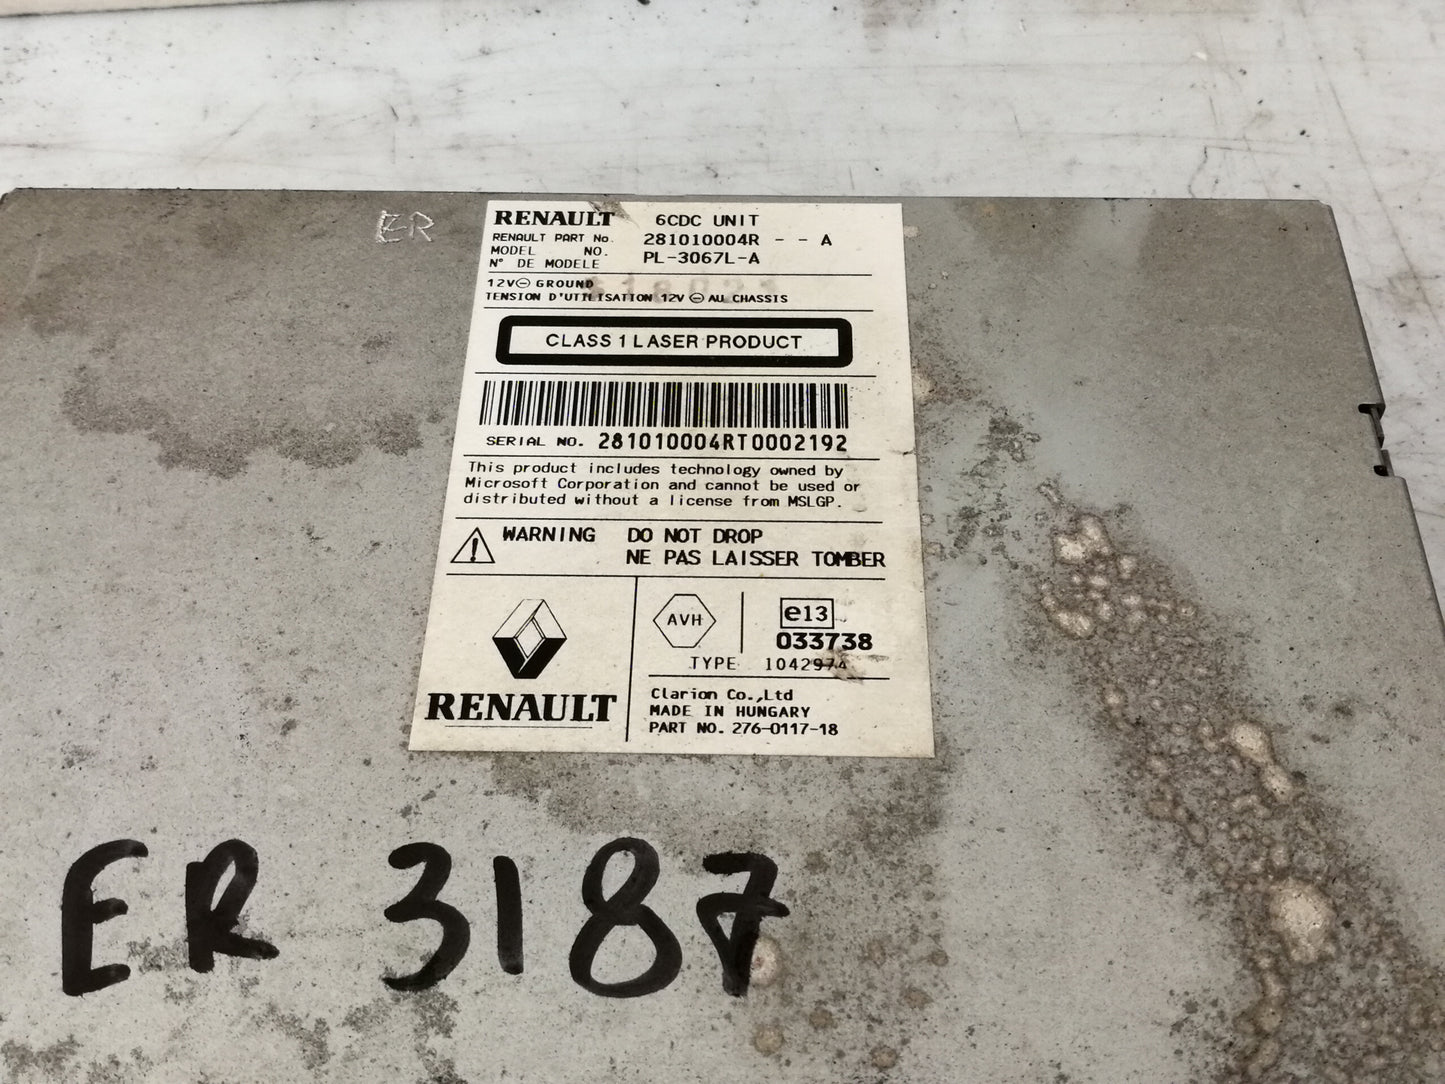 ER
RENAULT 6CDC UNIT
RENAULT PART No. 281010004R - - A
MODEL NO. PL-3067L-A
N° DE MODELE
12V⊖ GROUND
TENSION D'UTILISATION 12V ⊖ AU CHASSIS
CLASS 1 LASER PRODUCT
SERIAL NO. 281010004RT0002192
This product includes technology owned by
Microsoft Corporation and cannot be used or
distributed without a license from MSLGP.
WARNING DO NOT DROP
NE PAS LAISSER TOMBER
RENAULT
AVH
e13
033738
TYPE 1042974
Clarion Co.,Ltd
MADE IN HUNGARY
PART NO. 276-0117-18
ER 3187